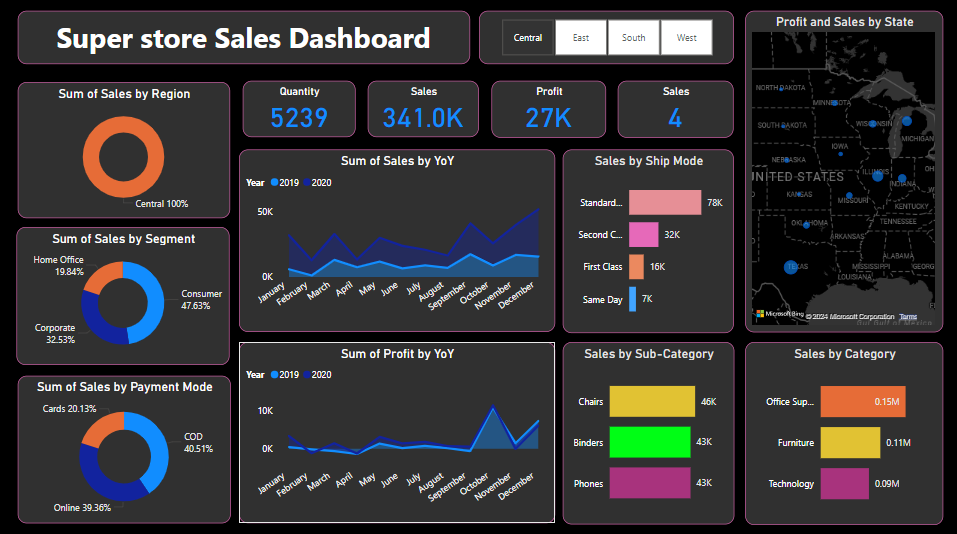 Super store Sales Dashboard
Central
East
South
West
Profit and Sales by State
Sum of Sales by Region
Central 100%
Quantity
5239
Sales
341.0K
Profit
27K
Sales
4
Sum of Sales by YoY
Year 2019 2020
50K
0K
January
February
March
April
May
June
July
August
September
October
November
December
Sales by Ship Mode
Standard...
78K
Second C...
32K
First Class
16K
Same Day
7K
NORTH DAKOTA
MINNESOTA
SOUTH DAKOTA
WISCONSIN
MICHIGAN
IOWA
NEBRASKA
UNITED STATES
ILLINOIS
INDIANA
OH
KANSAS
MISSOURI
KENTUCKY
TENNESSEE
OKLAHOMA
ARKANSAS
ALABAMA
MISSISSIPPI
GEORG
TEXAS
LOUISIANA
Gulf of Mexico
Microsoft Bing
© 2024 Microsoft Corporation Terms
Sum of Sales by Segment
Home Office
19.84%
Consumer
47.63%
Corporate
32.53%
Sum of Sales by Payment Mode
Cards 20.13%
COD
40.51%
Online 39.36%
Sum of Profit by YoY
Year 2019 2020
10K
0K
January
February
March
April
May
June
July
August
September
October
November
December
Sales by Sub-Category
Chairs
46K
Binders
43K
Phones
43K
Sales by Category
Office Sup...
0.15M
Furniture
0.11M
Technology
0.09M